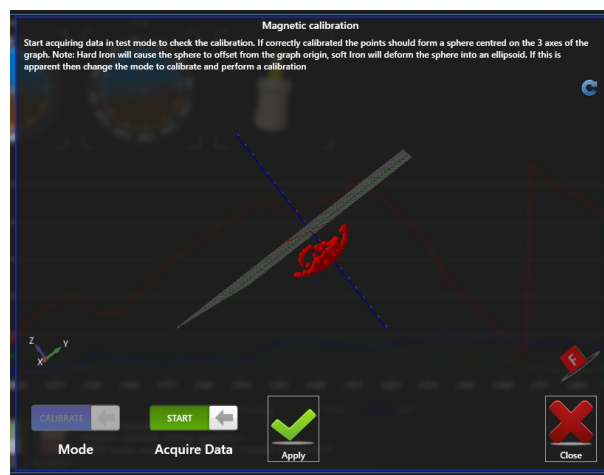 Magnetic calibration
Start acquiring data in test mode to check the calibration. If correctly calibrated the points should form a sphere centred on the 3 axes of the
graph. Note: Hard Iron will cause the sphere to offset from the graph origin, soft Iron will deform the sphere into an ellipsoid. If this is
apparent then change the mode to calibrate and perform a calibration
Z
Y
X
F
CALIBRATE
START
Mode
Acquire Data
Apply
Close